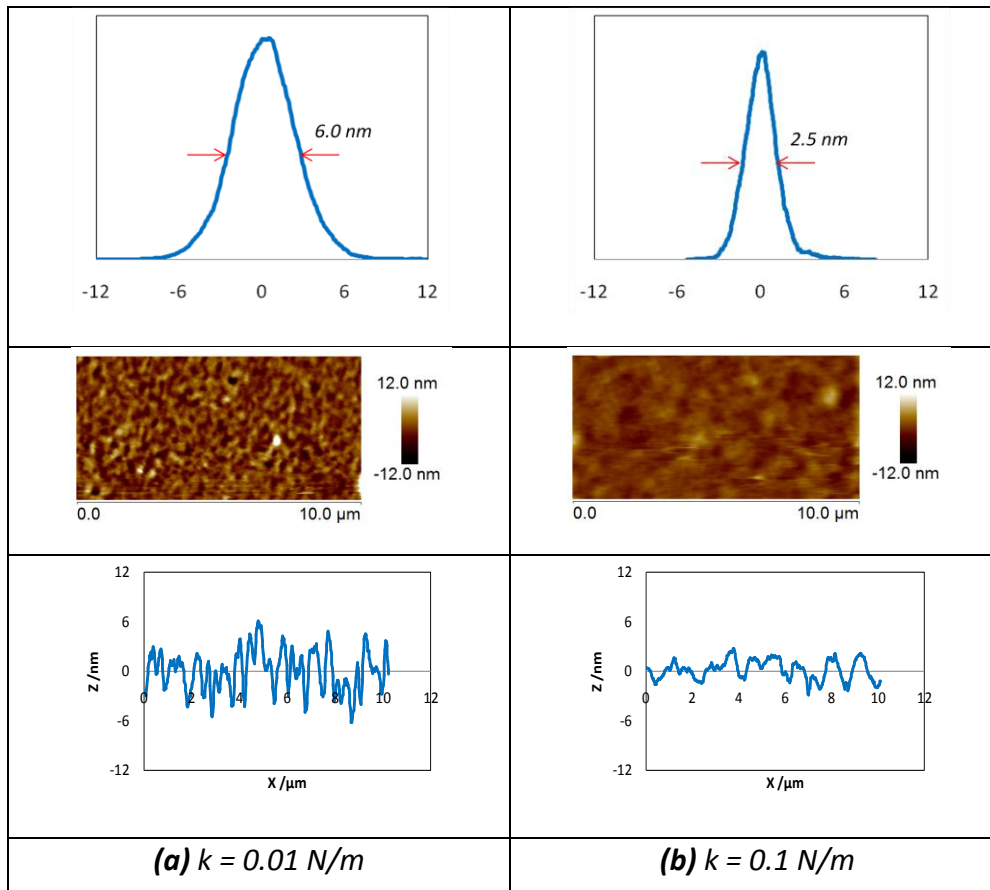 6.0 nm
-12 -6 0 6 12
2.5 nm
-12 -6 0 6 12
12.0 nm
-12.0 nm
0.0 10.0 µm
12.0 nm
-12.0 nm
0.0 10.0 µm
12
6
0
-6
-12
0 2 4 6 8 10 12
Z /nm
X /µm
12
6
0
-6
-12
0 2 4 6 8 10 12
Z /nm
X /µm
(a) k = 0.01 N/m
(b) k = 0.1 N/m